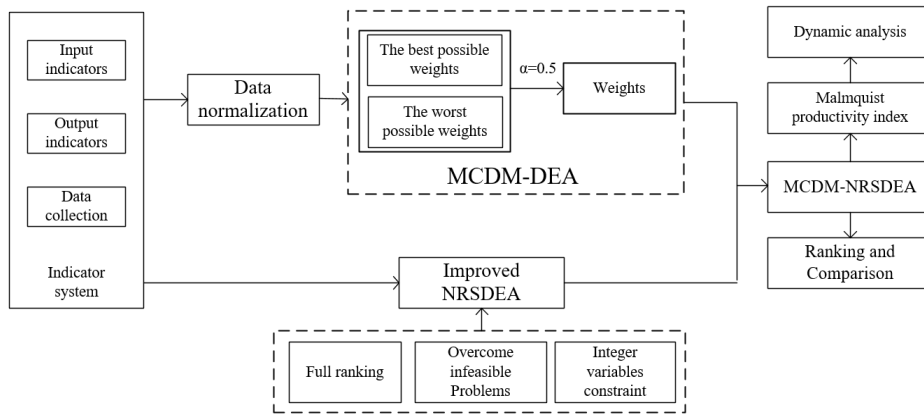 Input
indicators
Output
indicators
Data
collection
Indicator
system
Data
normalization
The best possible
weights
The worst
possible weights
α=0.5
Weights
MCDM-DEA
Improved
NRSDEA
Full ranking
Overcome
infeasible
Problems
Integer
variables
constraint
Dynamic analysis
Malmquist
productivity index
MCDM-NRSDEA
Ranking and
Comparison